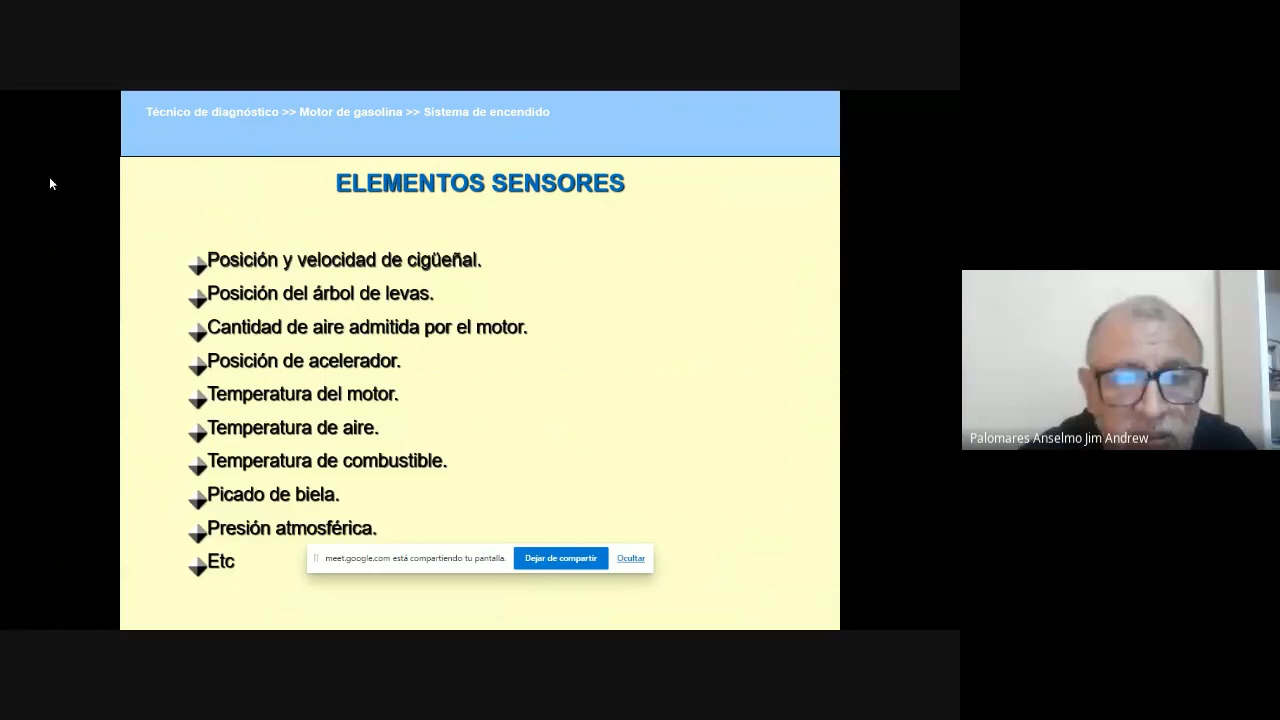 Técnico de diagnóstico >> Motor de gasolina >> Sistema de encendido
ELEMENTOS SENSORES
Posición y velocidad de cigüeñal.
Posición del árbol de levas.
Cantidad de aire admitida por el motor.
Posición de acelerador.
Temperatura del motor.
Temperatura de aire.
Temperatura de combustible.
Picado de biela.
Presión atmosférica.
Etc
meet.google.com está compartiendo tu pantalla. Dejar de compartir Ocultar
Palomares Anselmo Jim Andrew